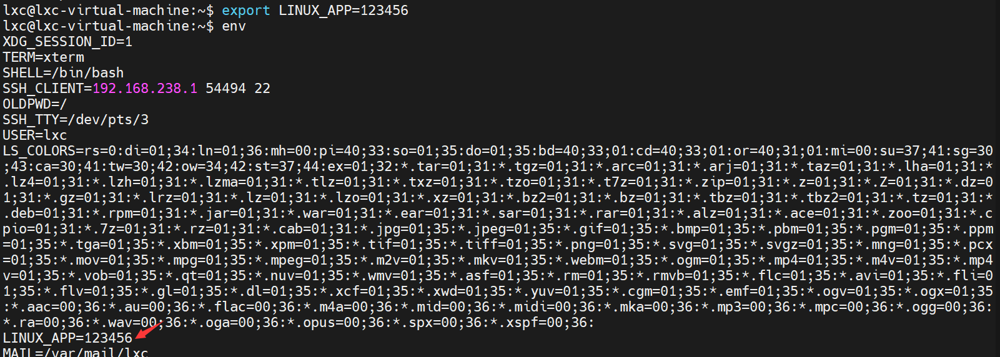 lxc@lxc-virtual-machine:~$ export LINUX_APP=123456
lxc@lxc-virtual-machine:~$ env
XDG_SESSION_ID=1
TERM=xterm
SHELL=/bin/bash
SSH_CLIENT=192.168.238.1 54494 22
OLDPWD=/
SSH_TTY=/dev/pts/3
USER=lxc
LS_COLORS=rs=0:di=01;34:ln=01;36:mh=00:pi=40;33:so=01;35:do=01;35:bd=40;33;01:cd=40;33;01:or=40;31;01:mi=00:su=37;41:sg=30
;43:ca=30;41:tw=30;42:ow=34;42:st=37;44:ex=01;32:*.tar=01;31:*.tgz=01;31:*.arc=01;31:*.arj=01;31:*.taz=01;31:*.lha=01;31:*
.lz4=01;31:*.lzh=01;31:*.lzma=01;31:*.tlz=01;31:*.txz=01;31:*.tzo=01;31:*.t7z=01;31:*.zip=01;31:*.z=01;31:*.Z=01;31:*.dz=0
1;31:*.gz=01;31:*.lrz=01;31:*.lz=01;31:*.lzo=01;31:*.xz=01;31:*.bz2=01;31:*.bz=01;31:*.tbz=01;31:*.tbz2=01;31:*.tz=01;31:*
.deb=01;31:*.rpm=01;31:*.jar=01;31:*.war=01;31:*.ear=01;31:*.sar=01;31:*.rar=01;31:*.alz=01;31:*.ace=01;31:*.zoo=01;31:*.c
pio=01;31:*.7z=01;31:*.rz=01;31:*.cab=01;31:*.jpg=01;35:*.jpeg=01;35:*.gif=01;35:*.bmp=01;35:*.pbm=01;35:*.pgm=01;35:*.ppm
=01;35:*.tga=01;35:*.xbm=01;35:*.xpm=01;35:*.tif=01;35:*.tiff=01;35:*.png=01;35:*.svg=01;35:*.svgz=01;35:*.mng=01;35:*.pcx
=01;35:*.mov=01;35:*.mpg=01;35:*.mpeg=01;35:*.m2v=01;35:*.mkv=01;35:*.webm=01;35:*.ogm=01;35:*.mp4=01;35:*.m4v=01;35:*.mp4
v=01;35:*.vob=01;35:*.qt=01;35:*.nuv=01;35:*.wmv=01;35:*.asf=01;35:*.rm=01;35:*.rmvb=01;35:*.flc=01;35:*.avi=01;35:*.fli=0
1;35:*.flv=01;35:*.gl=01;35:*.dl=01;35:*.xcf=01;35:*.xwd=01;35:*.yuv=01;35:*.cgm=01;35:*.emf=01;35:*.ogv=01;35:*.ogx=01;35
:*.aac=00;36:*.au=00;36:*.flac=00;36:*.m4a=00;36:*.mid=00;36:*.midi=00;36:*.mka=00;36:*.mp3=00;36:*.mpc=00;36:*.ogg=00;36:
*.ra=00;36:*.wav=00;36:*.oga=00;36:*.opus=00;36:*.spx=00;36:*.xspf=00;36:
LINUX_APP=123456
MAIL=/var/mail/lxc